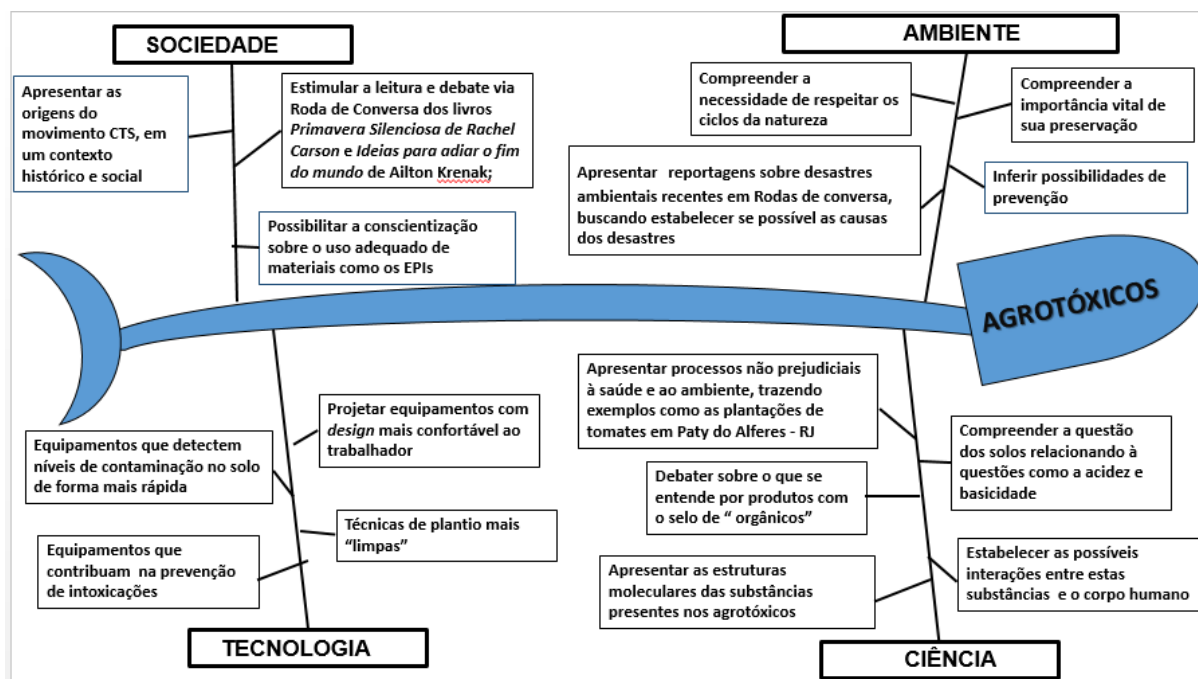 SOCIEDADE
Apresentar as
origens do
movimento CTS, em
um contexto
histórico e social
Estimular a leitura e debate via
Roda de Conversa dos livros
Primavera Silenciosa de Rachel
Carson e Ideias para adiar o fim
do mundo de Ailton Krenak;
Possibilitar a conscientização
sobre o uso adequado de
materiais como os EPIs
AMBIENTE
Compreender a
necessidade de respeitar os
ciclos da natureza
Compreender a
importância vital de
sua preservação
Apresentar reportagens sobre desastres
ambientais recentes em Rodas de conversa,
buscando estabelecer se possível as causas
dos desastres
Inferir possibilidades de
prevenção
AGROTÓXICOS
Projetar equipamentos com
design mais confortável ao
trabalhador
Equipamentos que detectem
níveis de contaminação no solo
de forma mais rápida
Técnicas de plantio mais
“limpas”
Equipamentos que
contribuam na prevenção
de intoxicações
TECNOLOGIA
Apresentar processos não prejudiciais
à saúde e ao ambiente, trazendo
exemplos como as plantações de
tomates em Paty do Alferes - RJ
Compreender a questão
dos solos relacionando à
questões como a acidez e
basicidade
Debater sobre o que se
entende por produtos com
o selo de “ orgânicos”
Apresentar as estruturas
moleculares das substâncias
presentes nos agrotóxicos
Estabelecer as possíveis
interações entre estas
substâncias e o corpo humano
CIÊNCIA